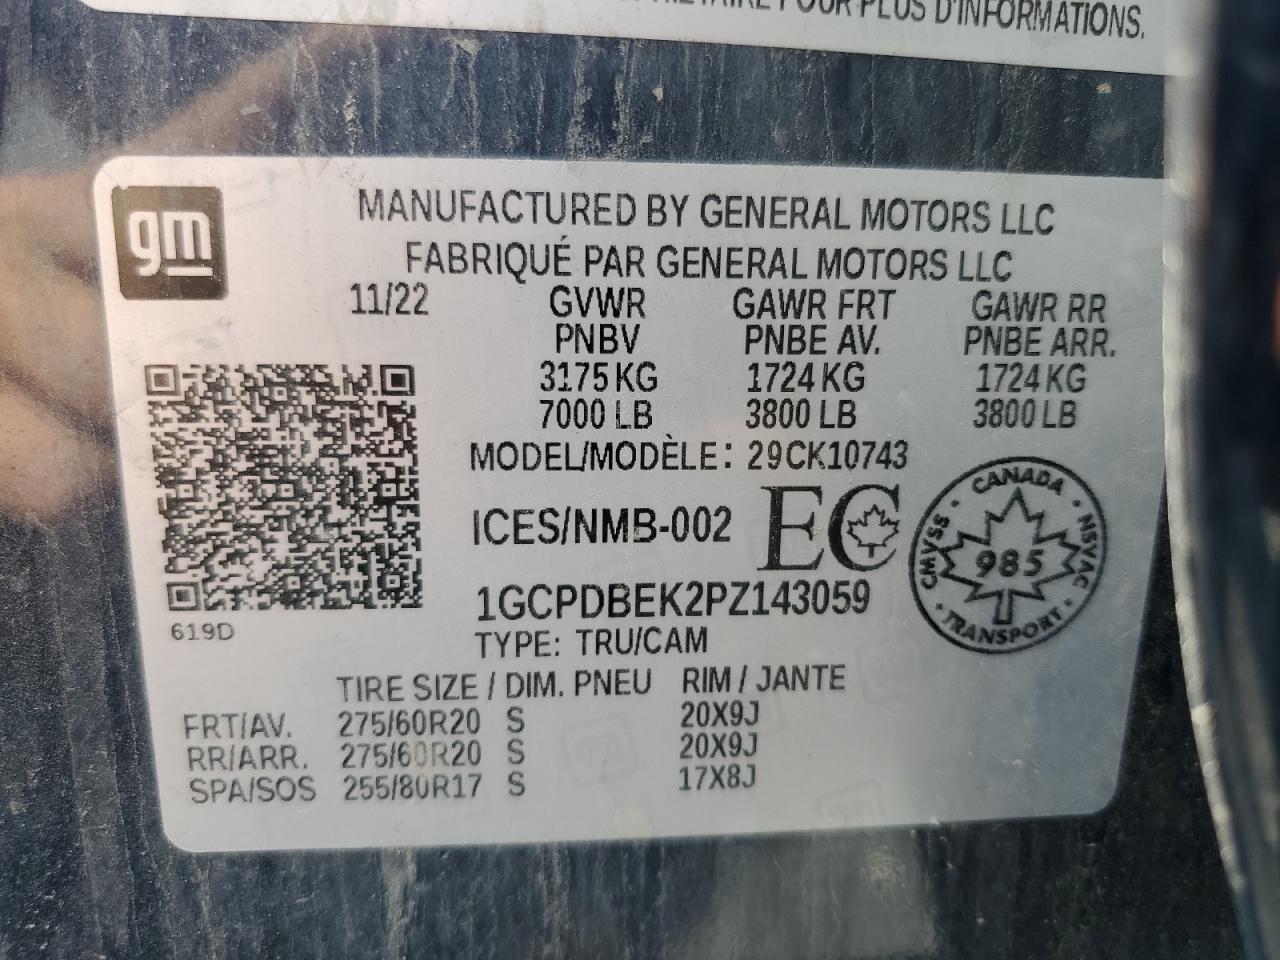 POUR PLUS D'INFORMATIONS.
gm
MANUFACTURED BY GENERAL MOTORS LLC
FABRIQUÉ PAR GENERAL MOTORS LLC
11/22 GVWR GAWR FRT GAWR RR
PNBV PNBE AV. PNBE ARR.
3175 KG 1724 KG 1724 KG
7000 LB 3800 LB 3800 LB
MODEL/MODÈLE: 29CK10743
ICES/NMB-002 EC
CANADA
CMVSS 985 NSVAC
TRANSPORT
1GCPDBEK2PZ143059
619D
TYPE: TRU/CAM
TIRE SIZE / DIM. PNEU RIM / JANTE
FRT/AV. 275/60R20 S 20X9J
RR/ARR. 275/60R20 S 20X9J
SPA/SOS 255/80R17 S 17X8J